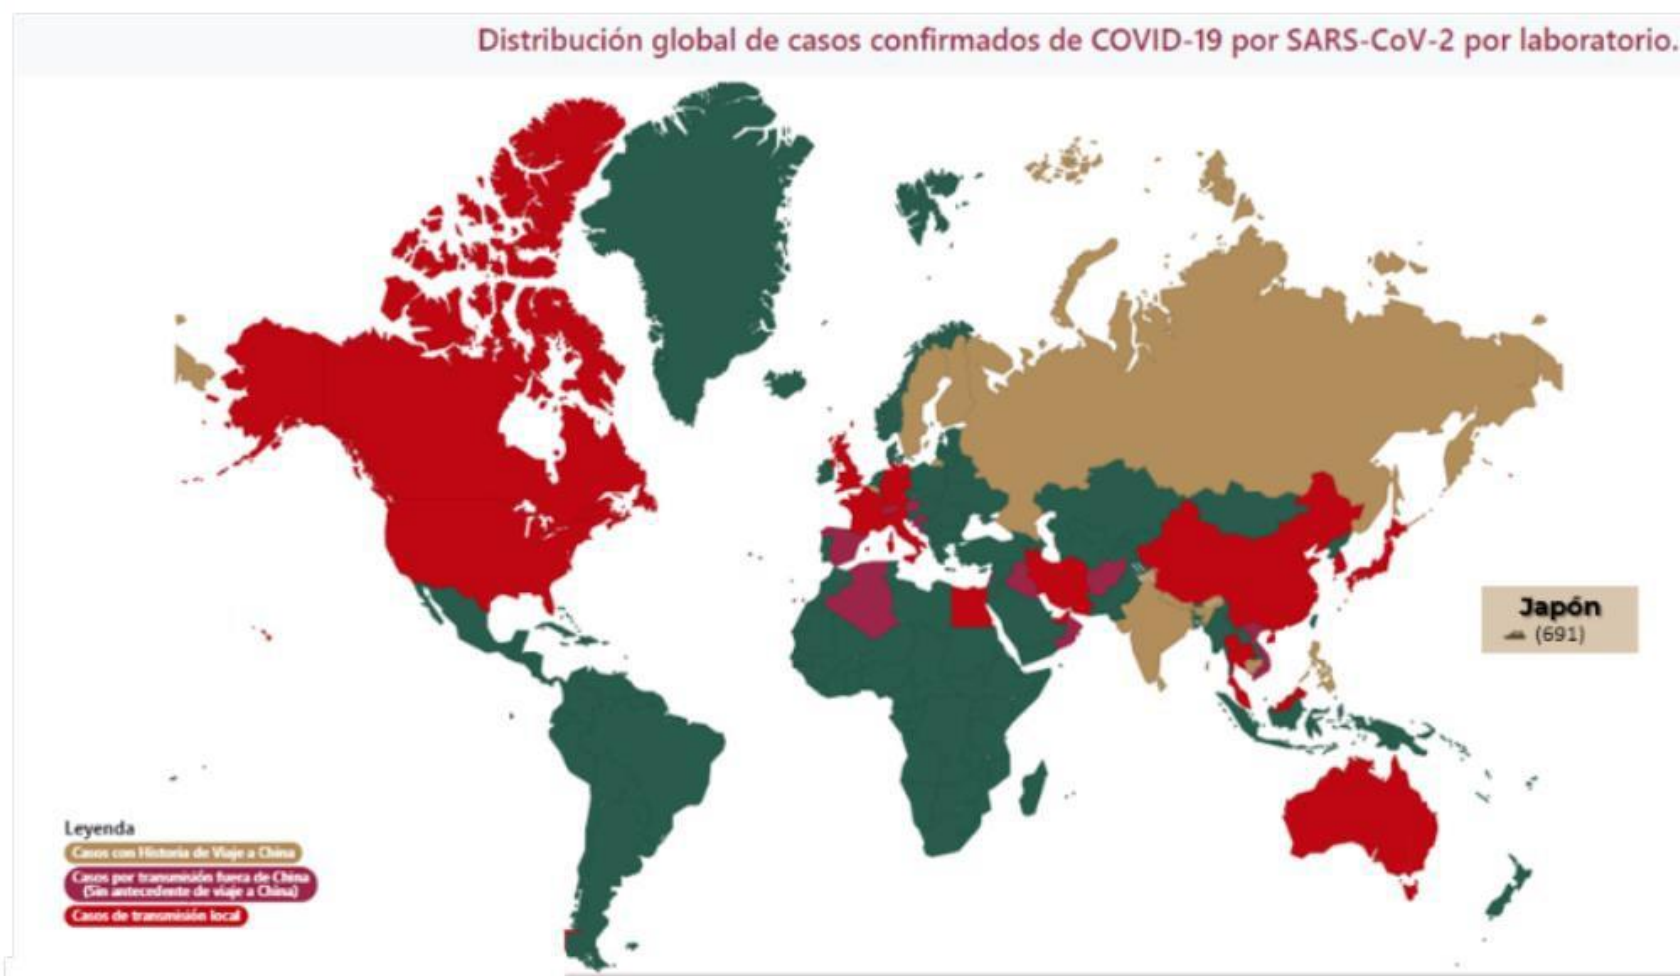 Distribución global de casos confirmados de COVID-19 por SARS-CoV-2 por laboratorio.
Japón
(691)
Leyenda
Casos con Historia de Viaje a China
Casos por transmisión fuera de China
(Sin antecedente de viaje a China)
Casos de transmisión local